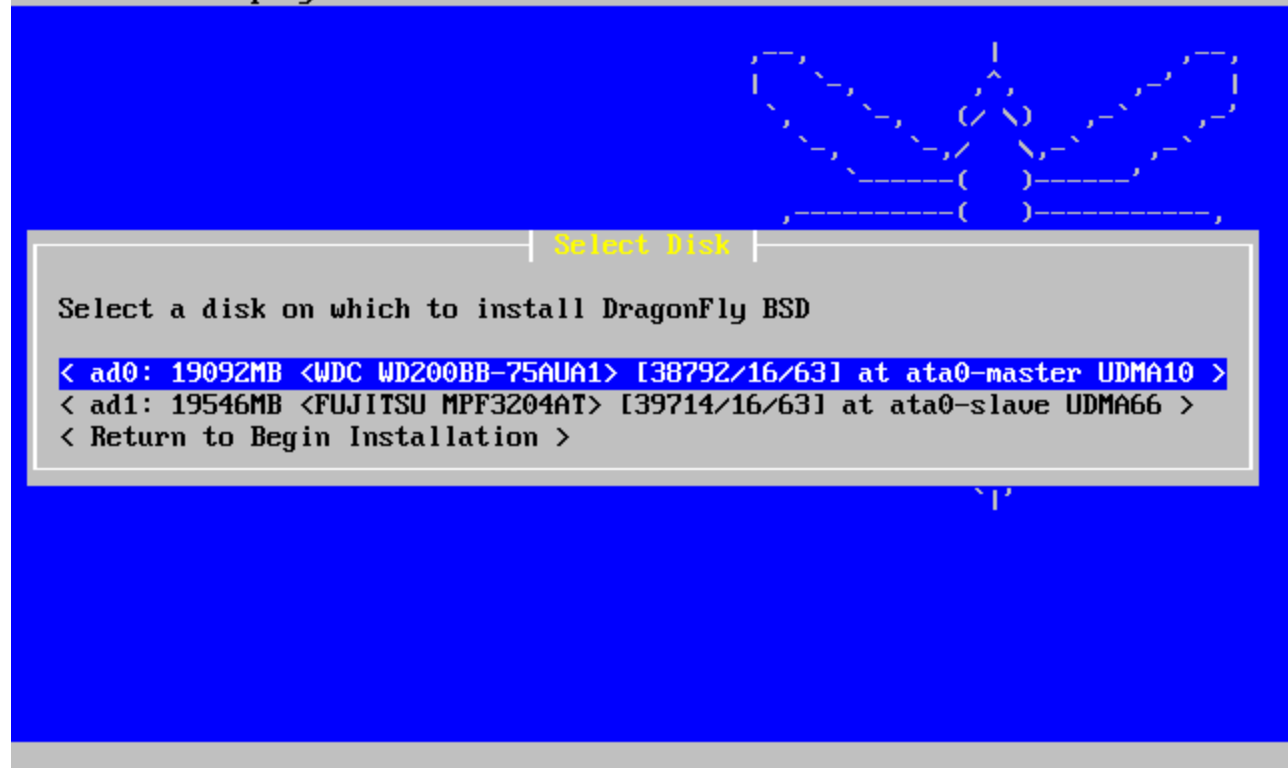 Select Disk
Select a disk on which to install DragonFly BSD
< ad0: 19092MB <WDC WD200BB-75AUA1> [38792/16/63] at ata0-master UDMA10 >
< ad1: 19546MB <FUJITSU MPF3204AT> [39714/16/63] at ata0-slave UDMA66 >
< Return to Begin Installation >